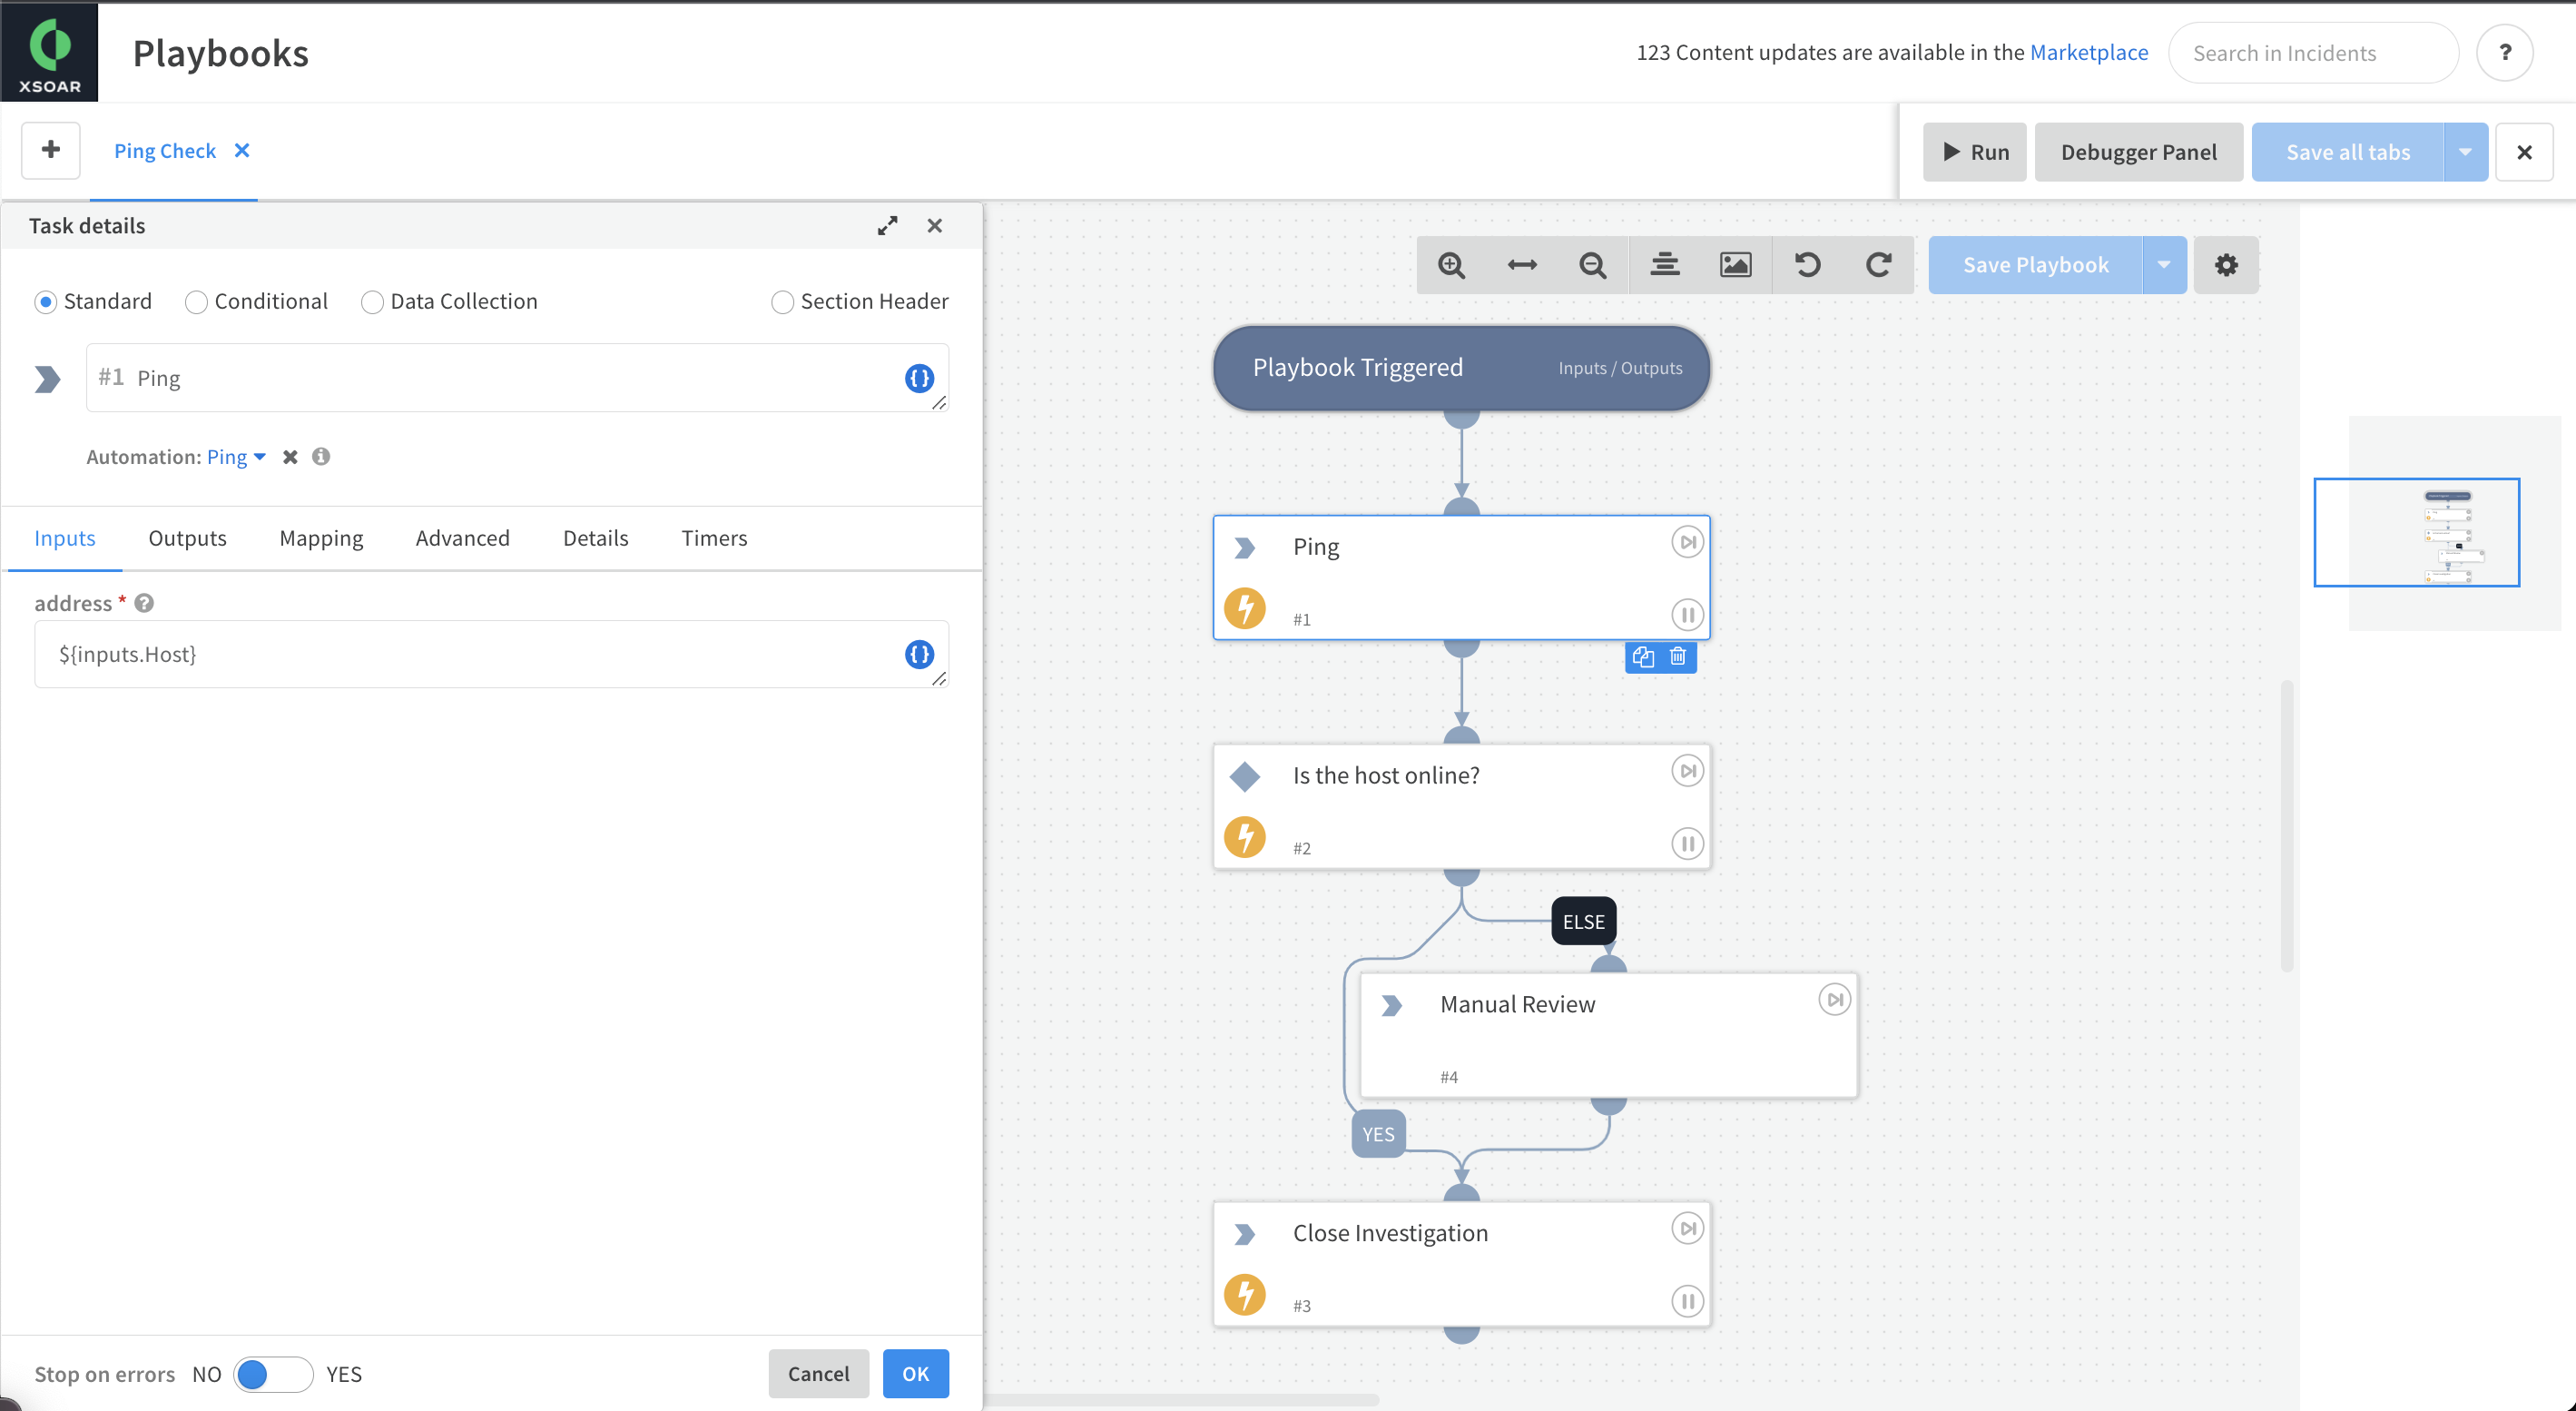 XSOAR
Playbooks
123 Content updates are available in the Marketplace
Search in Incidents
?
+
Ping Check
Run
Debugger Panel
Save all tabs
Task details
Standard
Conditional
Data Collection
Section Header
#1 Ping
{}
Automation: Ping
Inputs
Outputs
Mapping
Advanced
Details
Timers
address *
${inputs.Host}
{}
Stop on errors NO YES
Cancel
OK
Save Playbook
Playbook Triggered
Inputs / Outputs
Ping
#1
Is the host online?
#2
ELSE
Manual Review
#4
YES
Close Investigation
#3